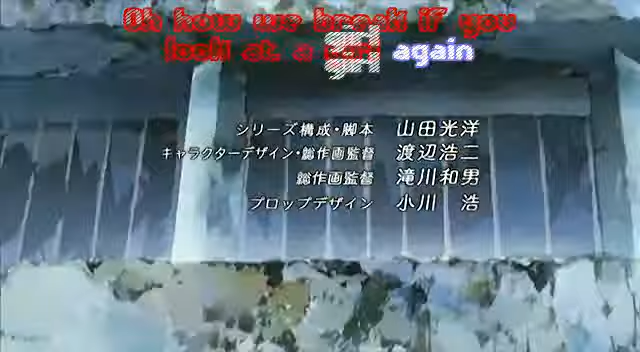 Oh how we        if you
look at a     again
シリーズ構成・脚本 山田光洋
キャラクターデザイン・総作画監督 渡辺浩二
総作画監督 滝川和男
プロップデザイン 小川 浩